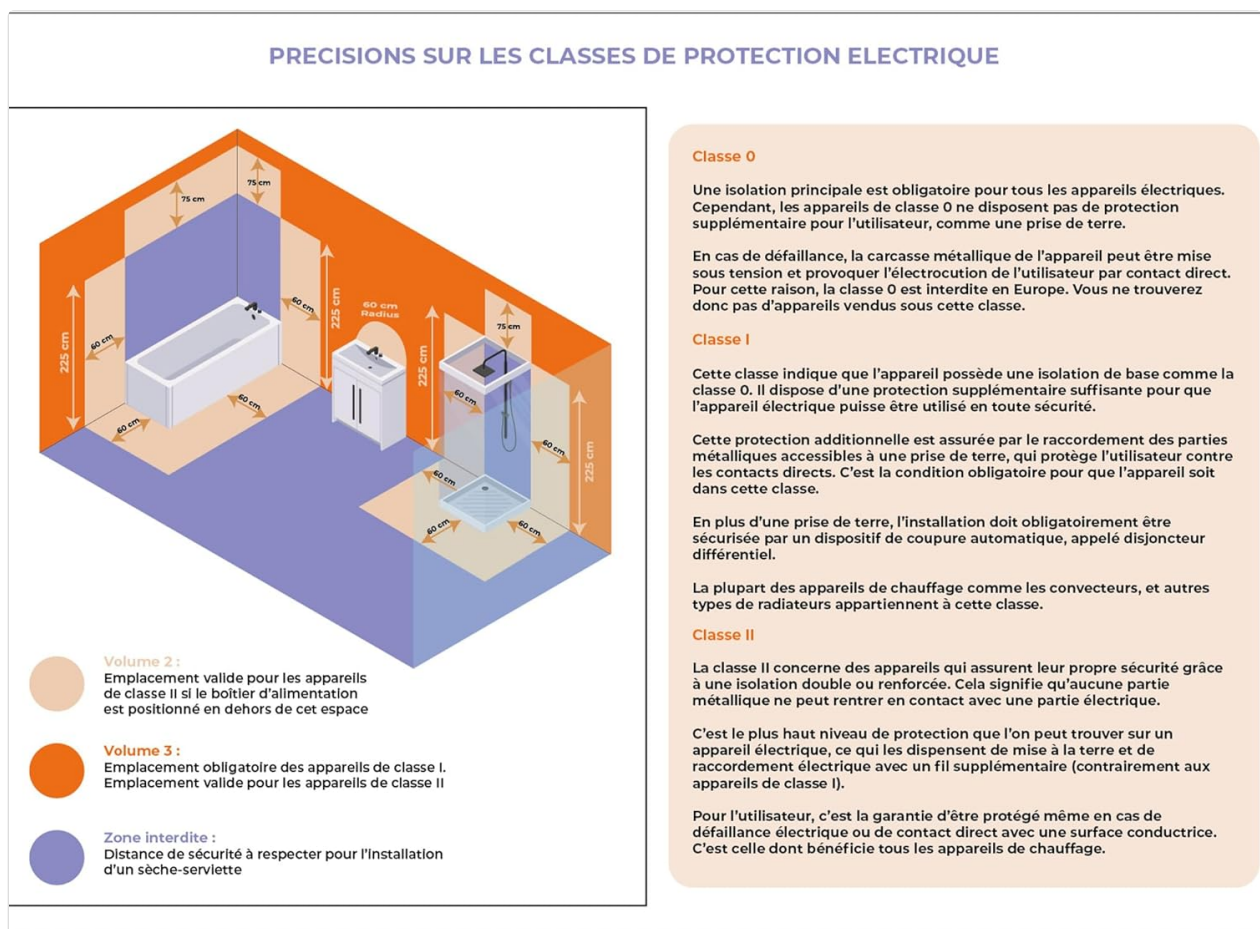 PRECISIONS SUR LES CLASSES DE PROTECTION ELECTRIQUE
75 cm
75 cm
60 cm
225 cm
60 cm
225 cm
60 cm
60 cm
60 cm
Radius
225 cm
75 cm
60 cm
60 cm
225 cm
60 cm
60 cm
60 cm
Volume 2 :
Emplacement valide pour les appareils
de classe II si le boîtier d'alimentation
est positionné en dehors de cet espace
Volume 3 :
Emplacement obligatoire des appareils de classe I.
Emplacement valide pour les appareils de classe II
Zone interdite :
Distance de sécurité à respecter pour l'installation
d'un sèche-serviette
Classe 0
Une isolation principale est obligatoire pour tous les appareils électriques.
Cependant, les appareils de classe 0 ne disposent pas de protection
supplémentaire pour l'utilisateur, comme une prise de terre.
En cas de défaillance, la carcasse métallique de l'appareil peut être mise
sous tension et provoquer l'électrocution de l'utilisateur par contact direct.
Pour cette raison, la classe 0 est interdite en Europe. Vous ne trouverez
donc pas d'appareils vendus sous cette classe.
Classe I
Cette classe indique que l'appareil possède une isolation de base comme la
classe 0. Il dispose d'une protection supplémentaire suffisante pour que
l'appareil électrique puisse être utilisé en toute sécurité.
Cette protection additionnelle est assurée par le raccordement des parties
métalliques accessibles à une prise de terre, qui protège l'utilisateur contre
les contacts directs. C'est la condition obligatoire pour que l'appareil soit
dans cette classe.
En plus d'une prise de terre, l'installation doit obligatoirement être
sécurisée par un dispositif de coupure automatique, appelé disjoncteur
différentiel.
La plupart des appareils de chauffage comme les convecteurs, et autres
types de radiateurs appartiennent à cette classe.
Classe II
La classe II concerne des appareils qui assurent leur propre sécurité grâce
à une isolation double ou renforcée. Cela signifie qu'aucune partie
métallique ne peut rentrer en contact avec une partie électrique.
C'est le plus haut niveau de protection que l'on peut trouver sur un
appareil électrique, ce qui les dispensent de mise à la terre et de
raccordement électrique avec un fil supplémentaire (contrairement aux
appareils de classe I).
Pour l'utilisateur, c'est la garantie d'être protégé même en cas de
défaillance électrique ou de contact direct avec une surface conductrice.
C'est celle dont bénéficie tous les appareils de chauffage.